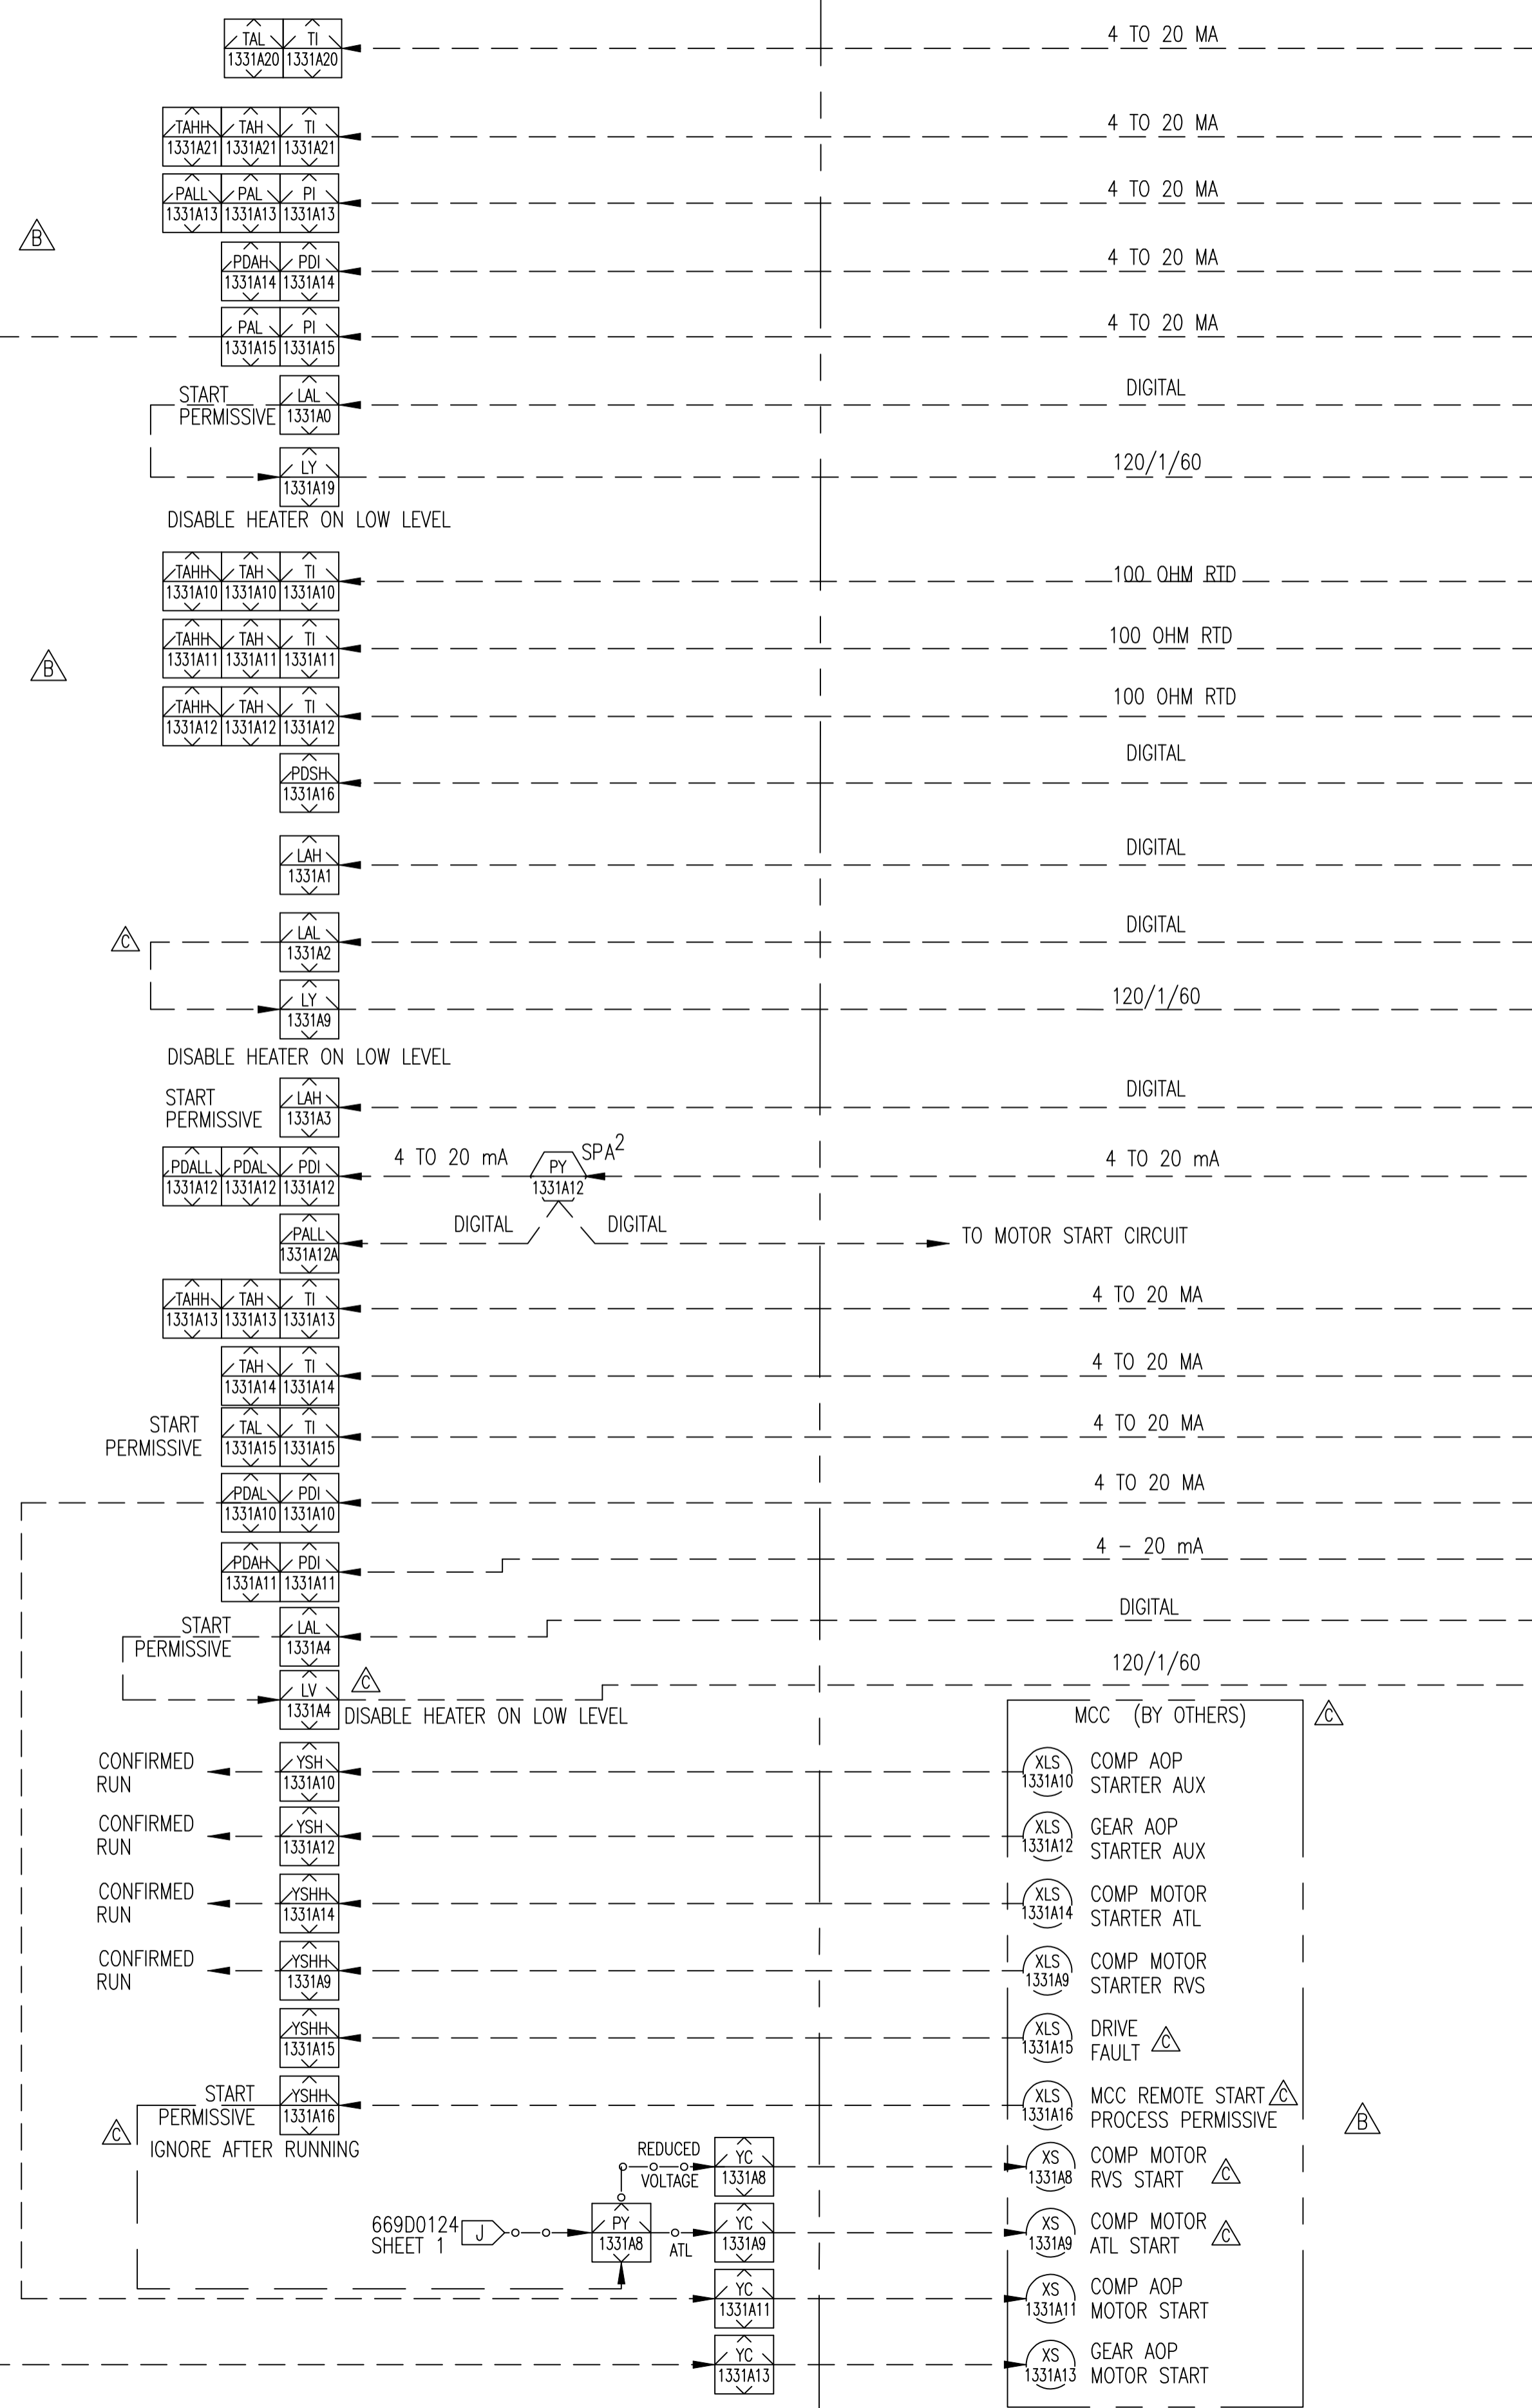 TAL TI 4 TO 20 MA
1331A20 1331A20
TAHH TAH TI 4 TO 20 MA
1331A21 1331A21 1331A21
PALL PAL PI 4 TO 20 MA
1331A13 1331A13 1331A13
B
PDAH PDI 4 TO 20 MA
1331A14 1331A14
PAL PI 4 TO 20 MA
1331A15 1331A15
START LAL DIGITAL
PERMISSIVE 1331A0
LY 120/1/60
1331A19
DISABLE HEATER ON LOW LEVEL
TAHH TAH TI 100 OHM RTD
1331A10 1331A10 1331A10
TAHH TAH TI 100 OHM RTD
1331A11 1331A11 1331A11
B
TAHH TAH TI 100 OHM RTD
1331A12 1331A12 1331A12
PDSH DIGITAL
1331A16
LAH DIGITAL
1331A1
C LAL DIGITAL
1331A2
LY 120/1/60
1331A9
DISABLE HEATER ON LOW LEVEL
START LAH DIGITAL
PERMISSIVE 1331A3
PDALL PDAL PDI 4 TO 20 mA PY SPA2 4 TO 20 mA
1331A12 1331A12 1331A12 1331A12
PALL DIGITAL DIGITAL TO MOTOR START CIRCUIT
1331A12A
TAHH TAH TI 4 TO 20 MA
1331A13 1331A13 1331A13
TAH TI 4 TO 20 MA
1331A14 1331A14
START TAL TI 4 TO 20 MA
PERMISSIVE 1331A15 1331A15
PDAL PDI 4 TO 20 MA
1331A10 1331A10
PDAH PDI 4 – 20 mA
1331A11 1331A11
START LAL DIGITAL
PERMISSIVE 1331A4
LV C 120/1/60
1331A4 DISABLE HEATER ON LOW LEVEL
MCC (BY OTHERS) C
CONFIRMED YSH XLS COMP AOP
RUN 1331A10 1331A10 STARTER AUX
CONFIRMED YSH XLS GEAR AOP
RUN 1331A12 1331A12 STARTER AUX
CONFIRMED YSHH XLS COMP MOTOR
RUN 1331A14 1331A14 STARTER ATL
CONFIRMED YSHH XLS COMP MOTOR
RUN 1331A9 1331A9 STARTER RVS
YSHH XLS DRIVE
1331A15 1331A15 FAULT C
START YSHH XLS MCC REMOTE START C
PERMISSIVE 1331A16 1331A16 PROCESS PERMISSIVE B
C IGNORE AFTER RUNNING
REDUCED YC XS COMP MOTOR
VOLTAGE 1331A8 1331A8 RVS START C
669D0124 J PY YC XS COMP MOTOR
SHEET 1 1331A8 ATL 1331A9 1331A9 ATL START C
YC XS COMP AOP
1331A11 1331A11 MOTOR START
YC XS GEAR AOP
1331A13 1331A13 MOTOR START